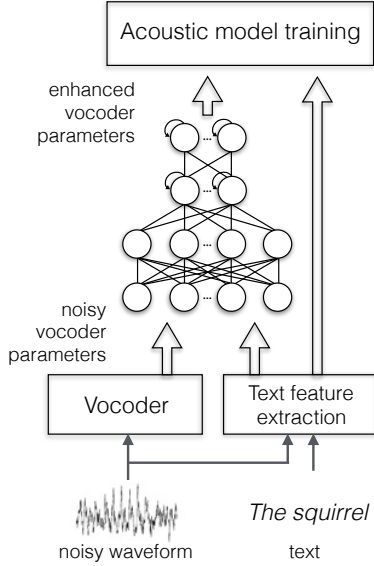 Acoustic model training
enhanced
vocoder
parameters
...
...
...
...
noisy
vocoder
parameters
Vocoder
Text feature
extraction
The squirrel
noisy waveform
text